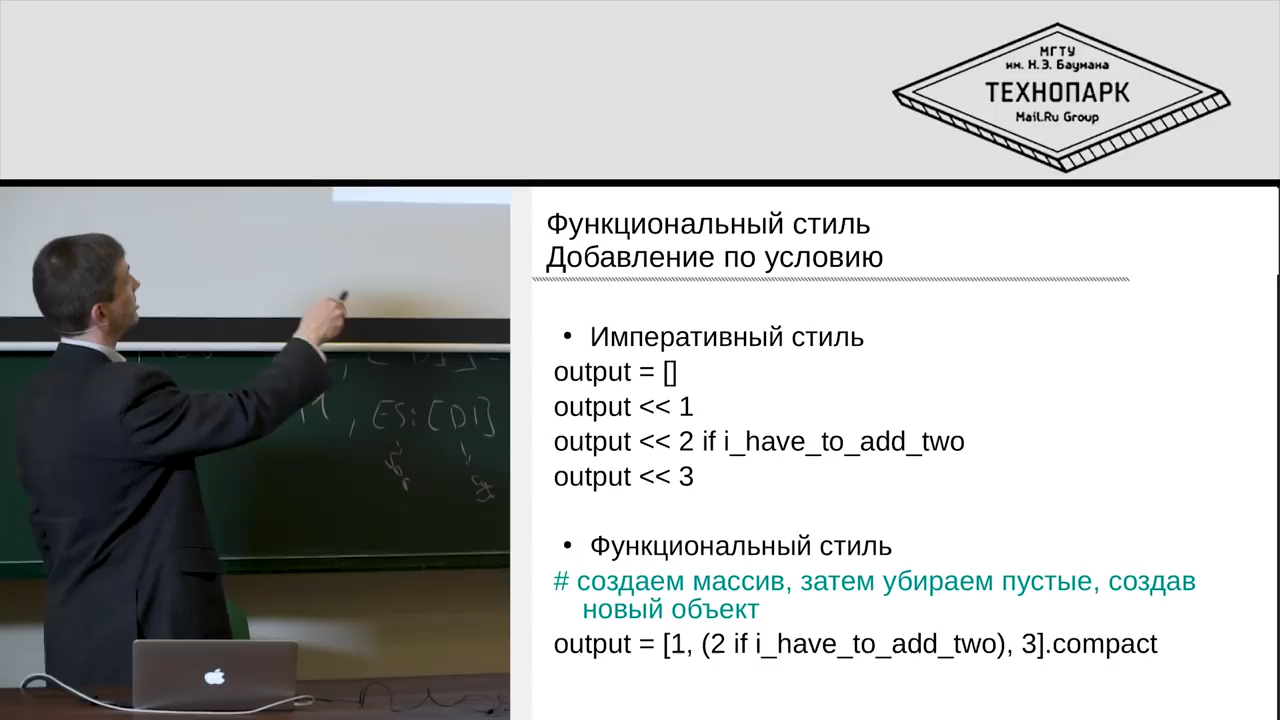 МГТУ
им. Н.Э. Баумана
ТЕХНОПАРК
Mail.Ru Group
Функциональный стиль
Добавление по условию
• Императивный стиль
output = []
output << 1
output << 2 if i_have_to_add_two
output << 3
• Функциональный стиль
# создаем массив, затем убираем пустые, создав
новый объект
output = [1, (2 if i_have_to_add_two), 3].compact
, ES:[DI]